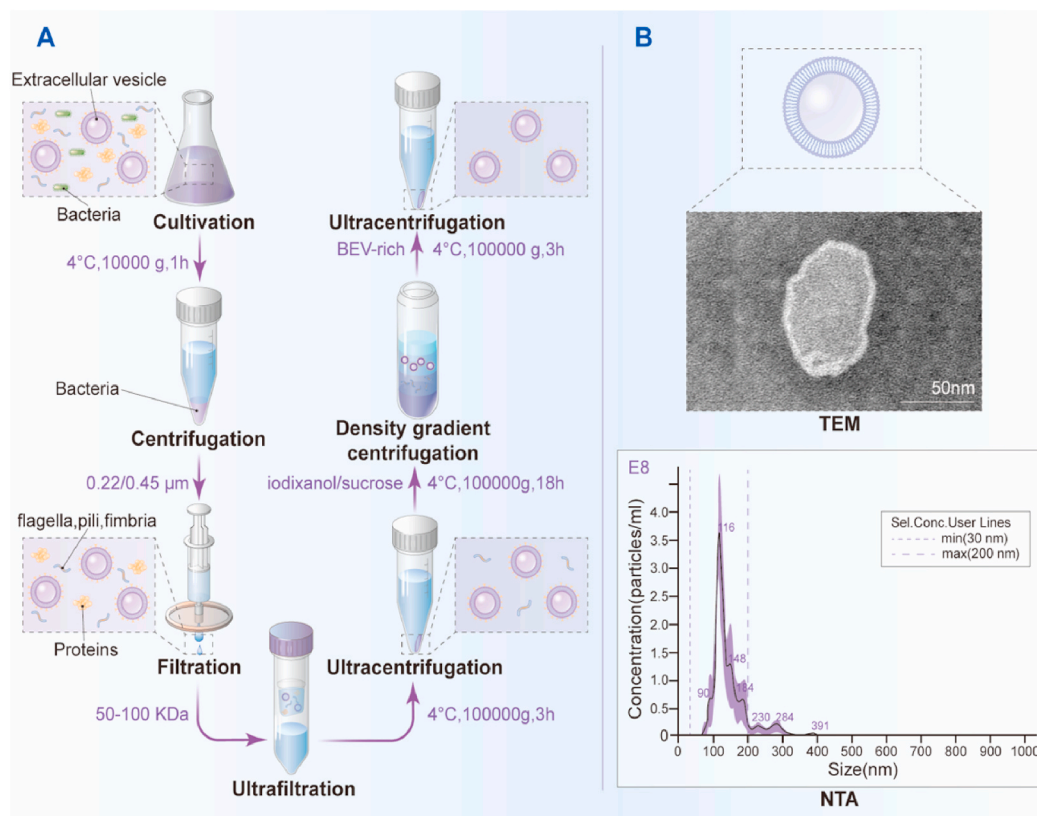 A
Extracellular vesicle
Bacteria
Cultivation
4°C,10000 g,1h
Bacteria
Centrifugation
0.22/0.45 μm
flagella,pili,fimbria
Proteins
Filtration
50-100 KDa
Ultrafiltration
4°C,100000g,3h
Ultracentrifugation
iodixanol/sucrose
4°C,100000g,18h
Density gradient
centrifugation
BEV-rich
4°C,100000 g,3h
Ultracentrifugation
B
50nm
TEM
E8
Concentration(particles/ml)
4.0
3.5
3.0
2.5
2.0
1.5
1.0
0.5
0
116
148
184
90
230
284
391
Sel.Conc.User Lines
min(30 nm)
max(200 nm)
0 100 200 300 400 500 600 700 800 900 1000
Size(nm)
NTA